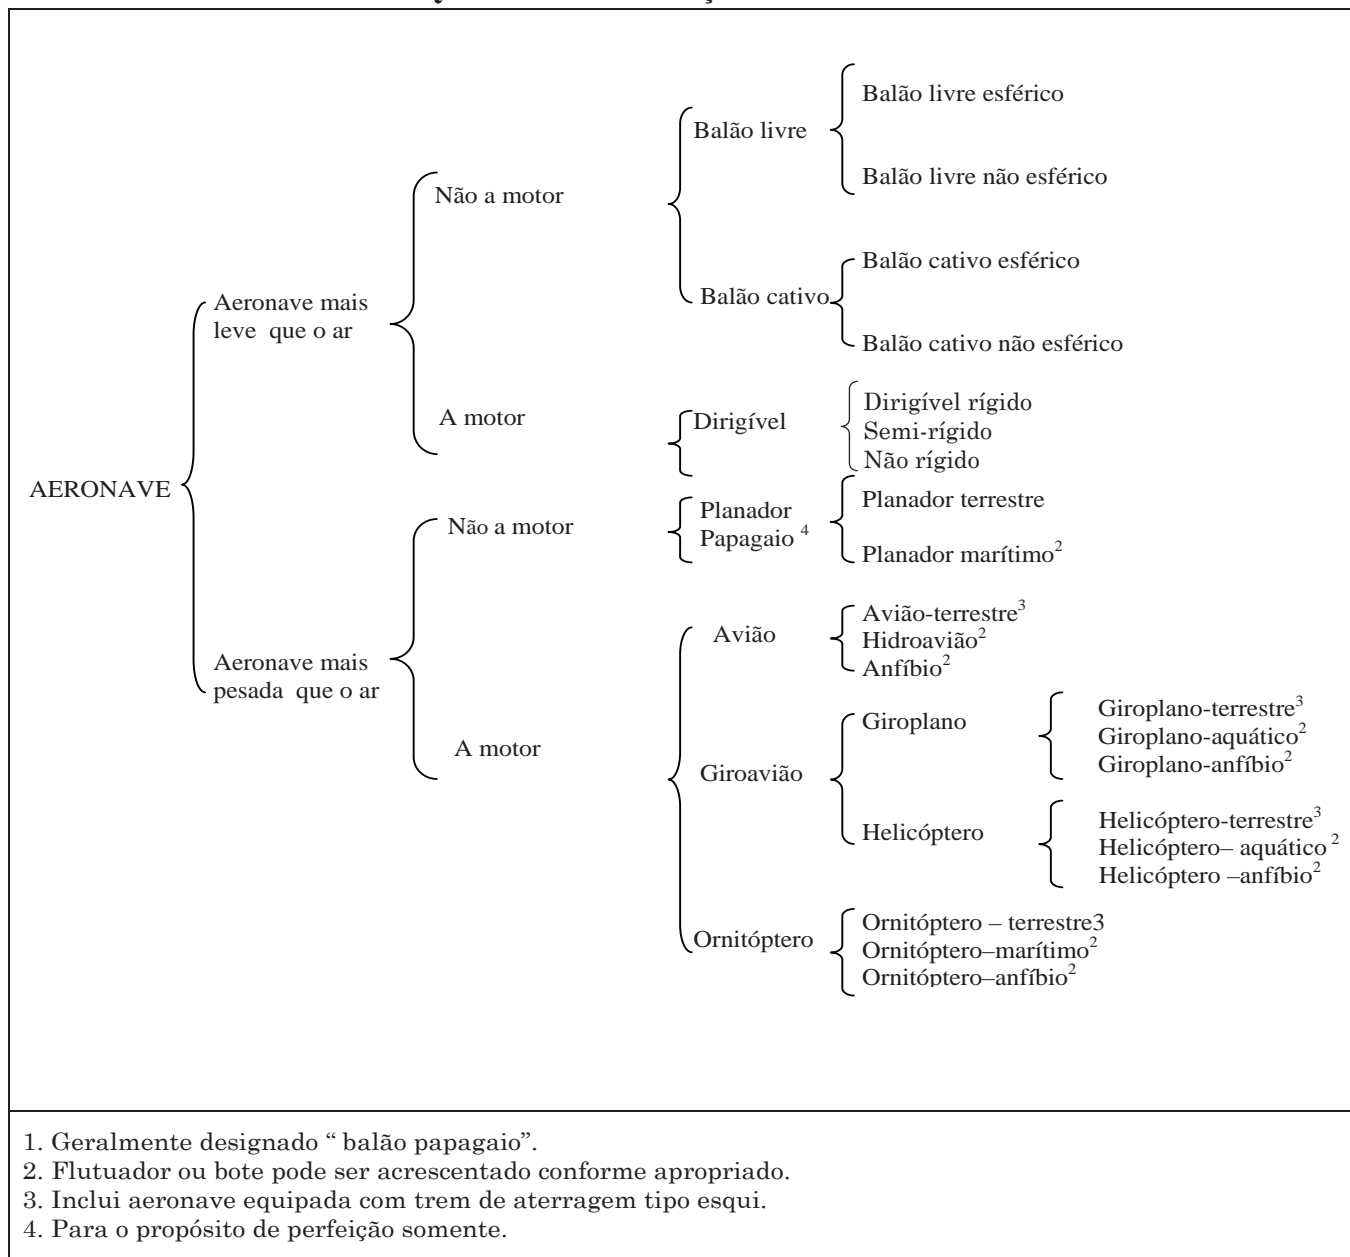 Balão livre esférico
Balão livre
Balão livre não esférico
Não a motor
Balão cativo esférico
Balão cativo
Balão cativo não esférico
Aeronave mais
leve que o ar
A motor
Dirigível
Dirigível rígido
Semi-rígido
Não rígido
AERONAVE
Não a motor
Planador
Papagaio ⁴
Planador terrestre
Planador marítimo²
Avião
Avião-terrestre³
Hidroavião²
Anfíbio²
Aeronave mais
pesada que o ar
A motor
Giroavião
Giroplano
Giroplano-terrestre³
Giroplano-aquático²
Giroplano-anfíbio²
Helicóptero
Helicóptero-terrestre³
Helicóptero– aquático ²
Helicóptero –anfíbio²
Ornitóptero
Ornitóptero – terrestre3
Ornitóptero–marítimo²
Ornitóptero–anfíbio²
1. Geralmente designado “ balão papagaio”.
2. Flutuador ou bote pode ser acrescentado conforme apropriado.
3. Inclui aeronave equipada com trem de aterragem tipo esqui.
4. Para o propósito de perfeição somente.